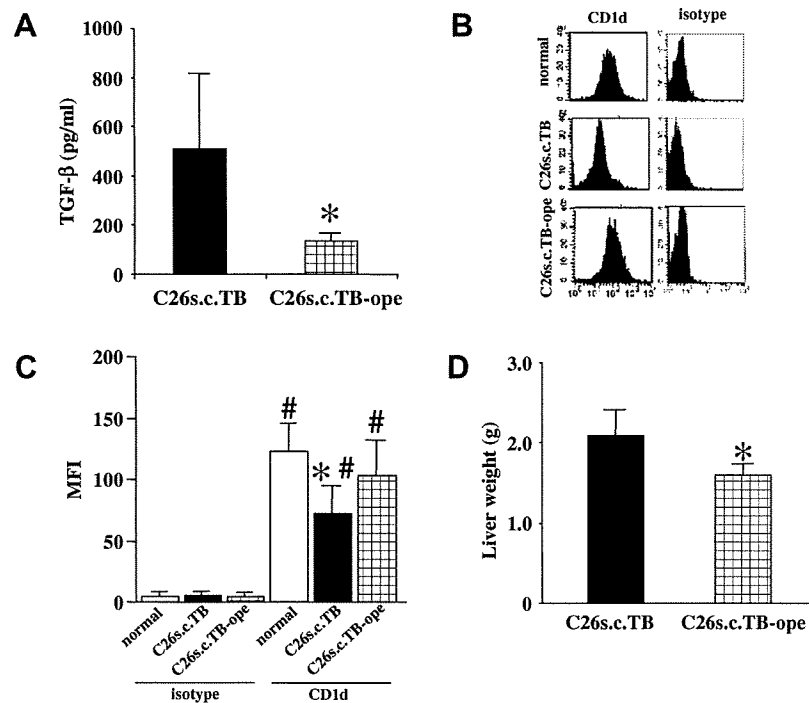 A
TGF-β (pg/ml)
1000
800
600
400
200
0
*
C26s.c.TB
C26s.c.TB-ope
B
CD1d
isotype
normal
C26s.c.TB
C26s.c.TB-ope
C
MFI
200
150
100
50
0
#
* #
#
normal
C26s.c.TB
C26s.c.TB-ope
normal
C26s.c.TB
C26s.c.TB-ope
isotype
CD1d
D
Liver weight (g)
3.0
2.0
1.0
0.0
*
C26s.c.TB
C26s.c.TB-ope